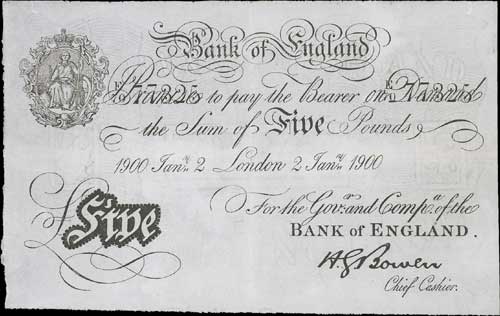 Bank of England
Promise to pay the Bearer on Demand
the Sum of Five Pounds
1900 Janʸ 2 London 2 Janʸ 1900
For the Govʳ and Compᵃ of the
BANK of ENGLAND.
£Five
H G Bowen
Chief Cashier.